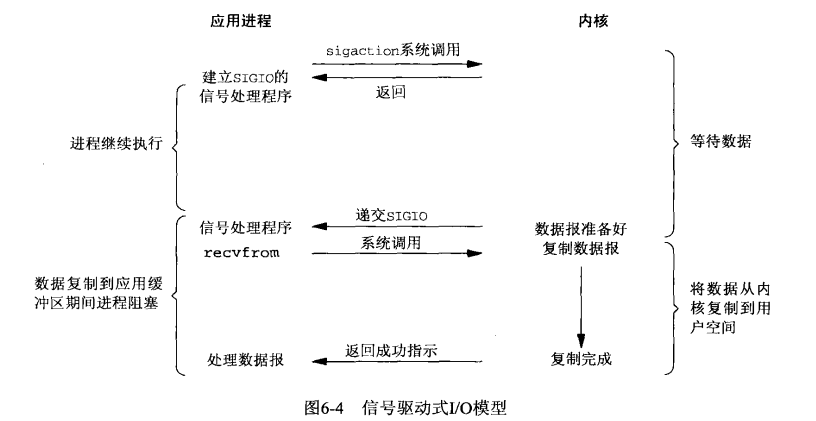 应用进程
内核
sigaction系统调用
建立SIGIO的
信号处理程序
返回
进程继续执行
等待数据
递交SIGIO
信号处理程序
数据报准备好
系统调用
recvfrom
复制数据报
数据复制到应用缓
冲区期间进程阻塞
将数据从内
核复制到用
户空间
返回成功指示
处理数据报
复制完成
图6-4 信号驱动式I/O模型